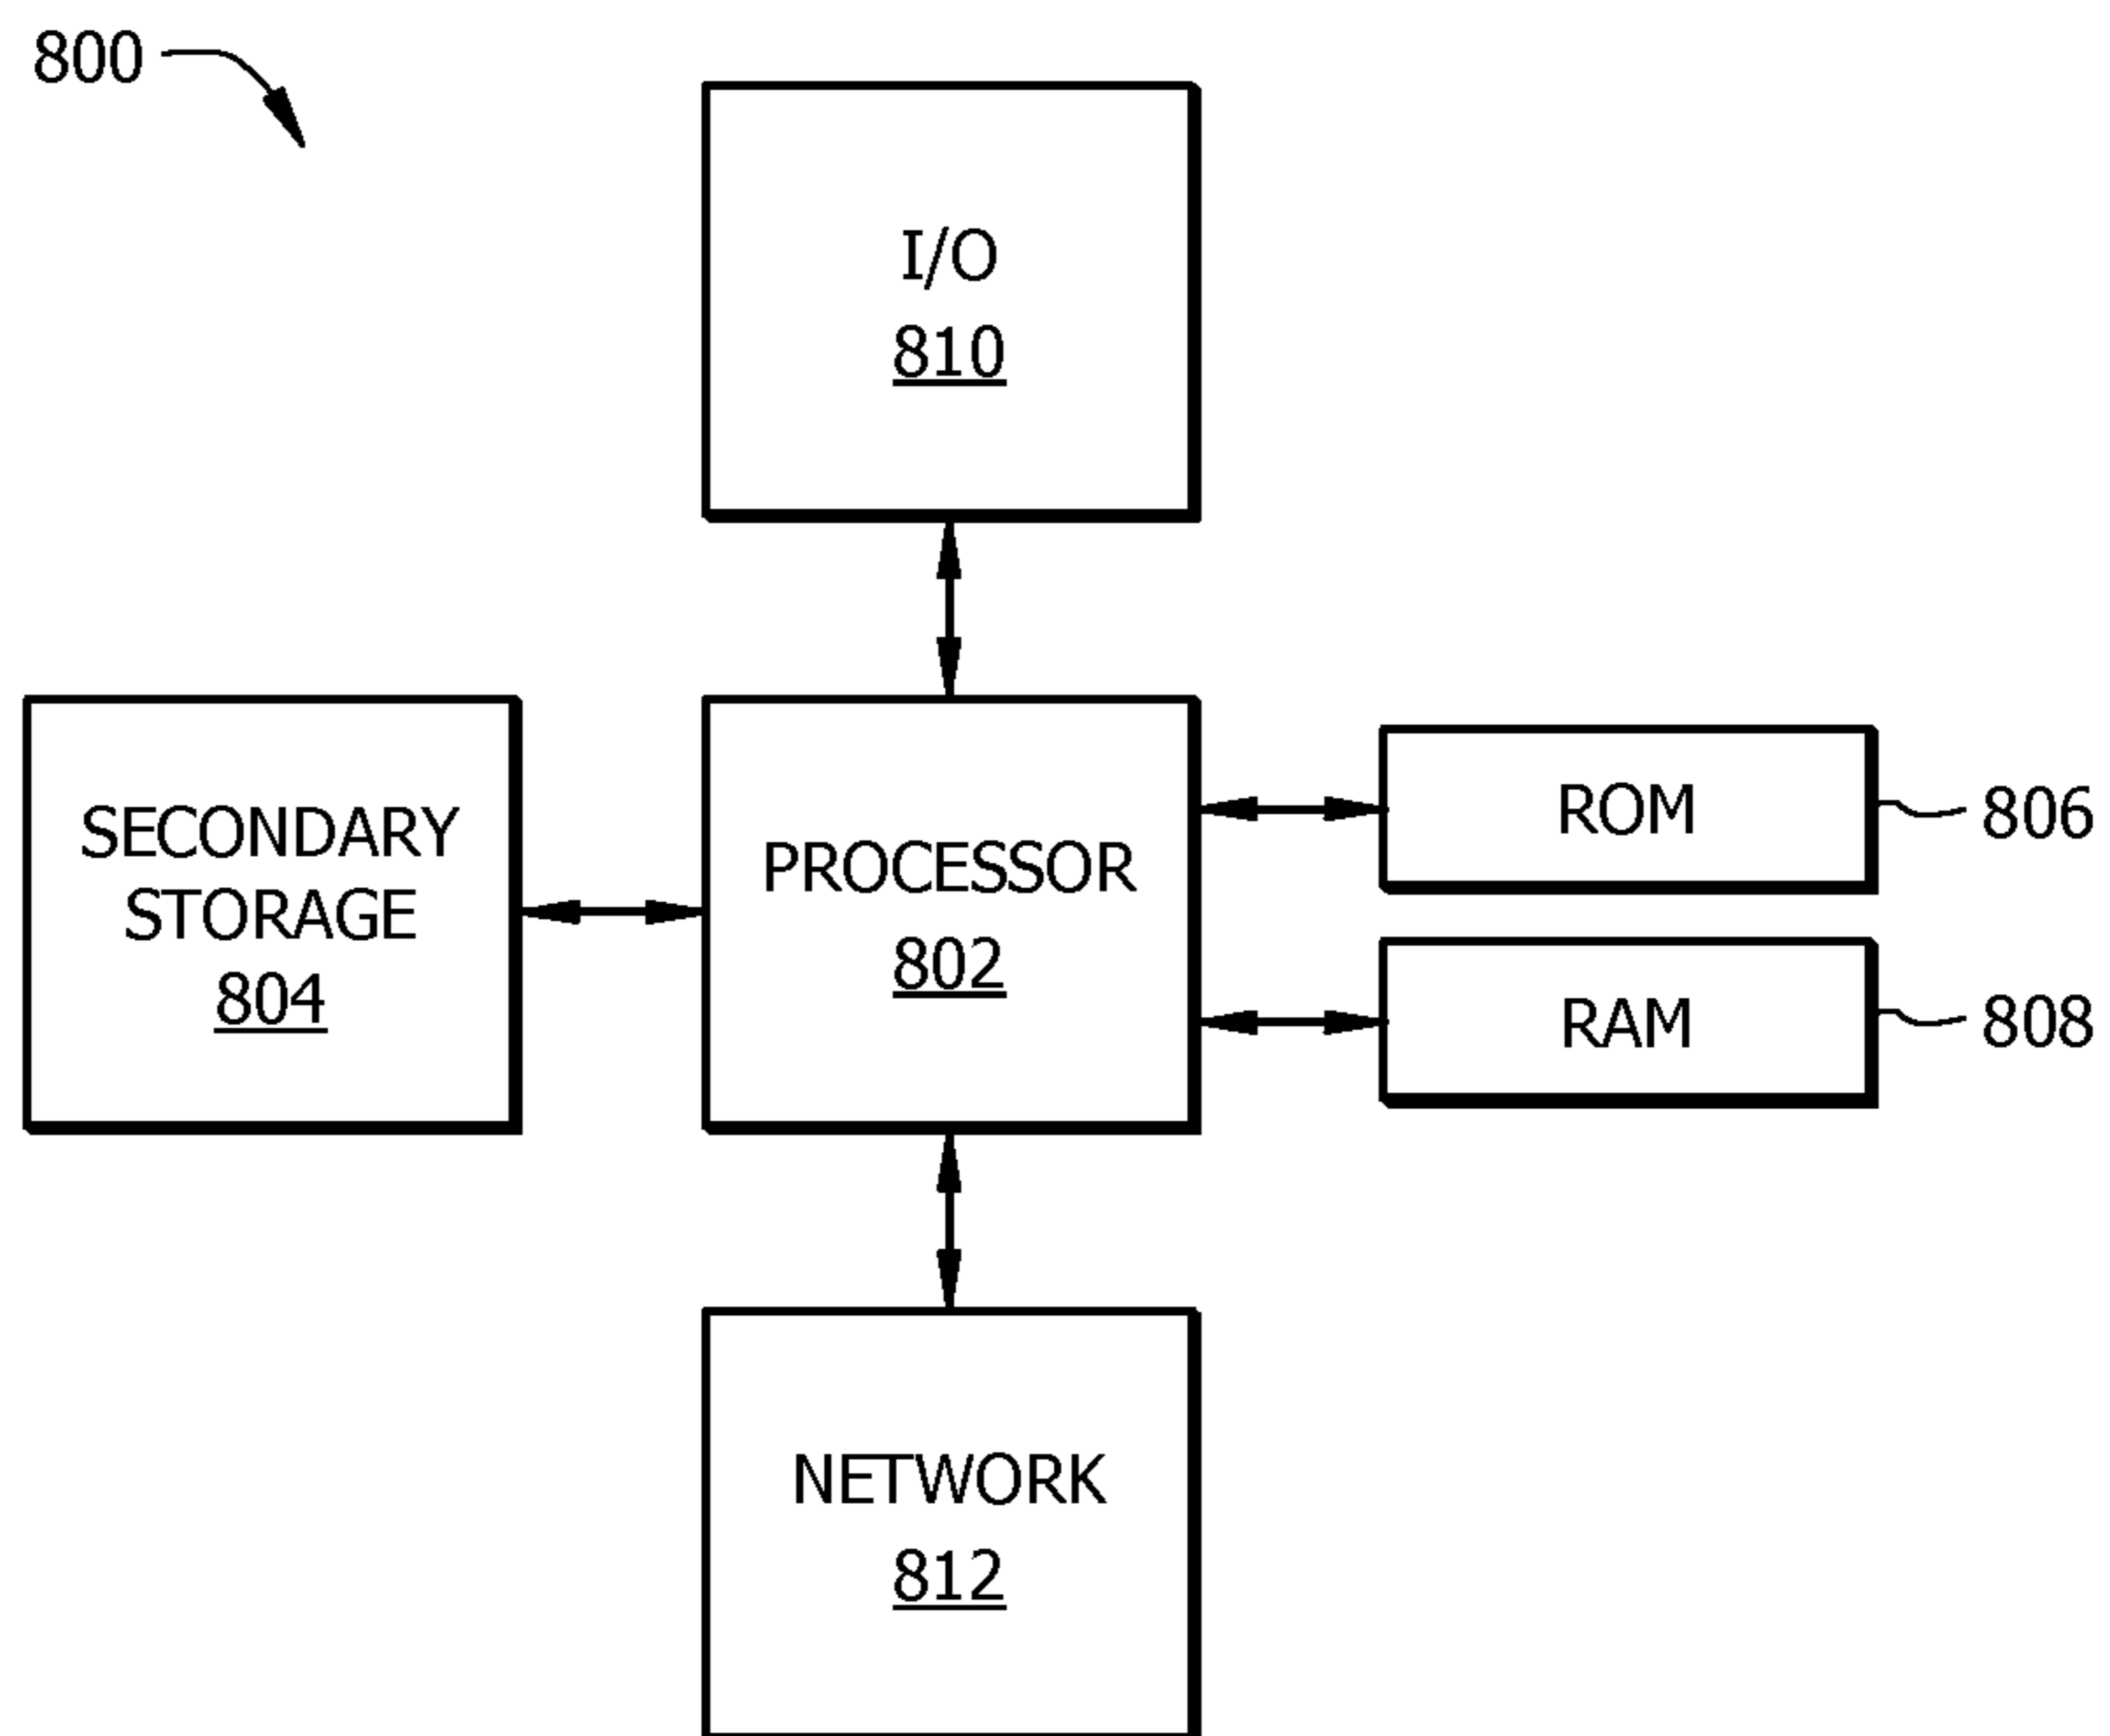 800
I/O
810
SECONDARY
STORAGE
804
PROCESSOR
802
ROM
806
RAM
808
NETWORK
812